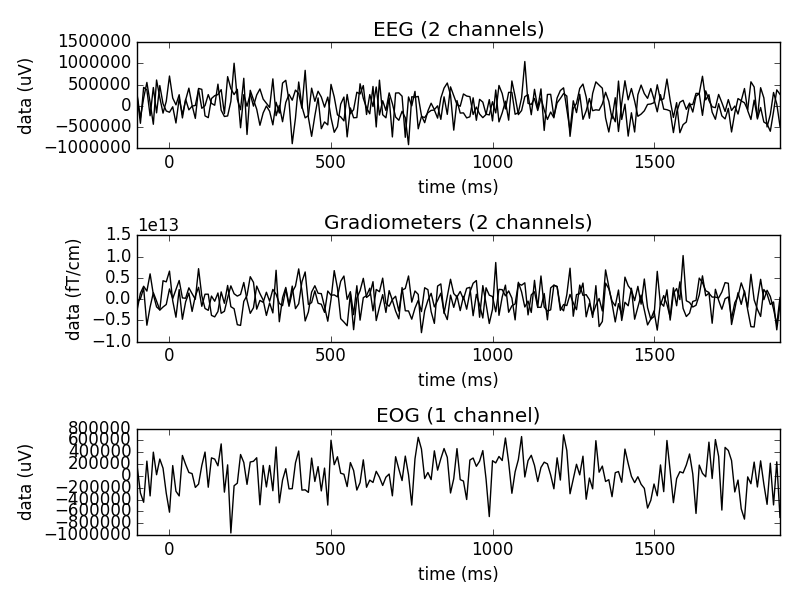 EEG (2 channels)
1500000
1000000
500000
0
−500000
−1000000
data (uV)
0 500 1000 1500
time (ms)
Gradiometers (2 channels)
1e13
1.5
1.0
0.5
0.0
−0.5
−1.0
data (fT/cm)
0 500 1000 1500
time (ms)
EOG (1 channel)
800000
600000
400000
200000
0
−200000
−400000
−600000
−800000
−1000000
data (uV)
0 500 1000 1500
time (ms)